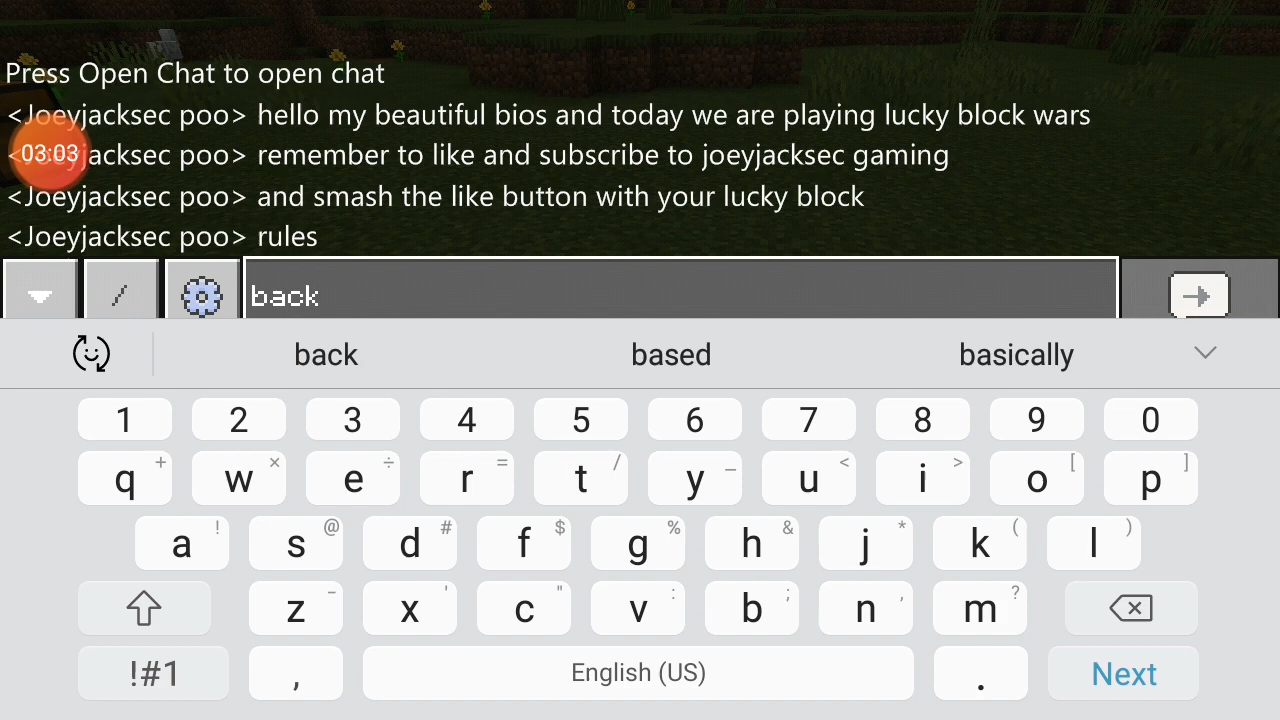 Press Open Chat to open chat
<Joeyjacksec poo> hello my beautiful bios and today we are playing lucky block wars
<Joeyjacksec poo> remember to like and subscribe to joeyjacksec gaming
03:03
<Joeyjacksec poo> and smash the like button with your lucky block
<Joeyjacksec poo> rules
/ back
back based basically
1 2 3 4 5 6 7 8 9 0
q + w × e ÷ r = t / y _ u < i > o [ p ]
a ! s @ d # f $ g % h & j * k ( l )
z - x ' c " v : b ; n , m ?
!#1 , English (US) . Next